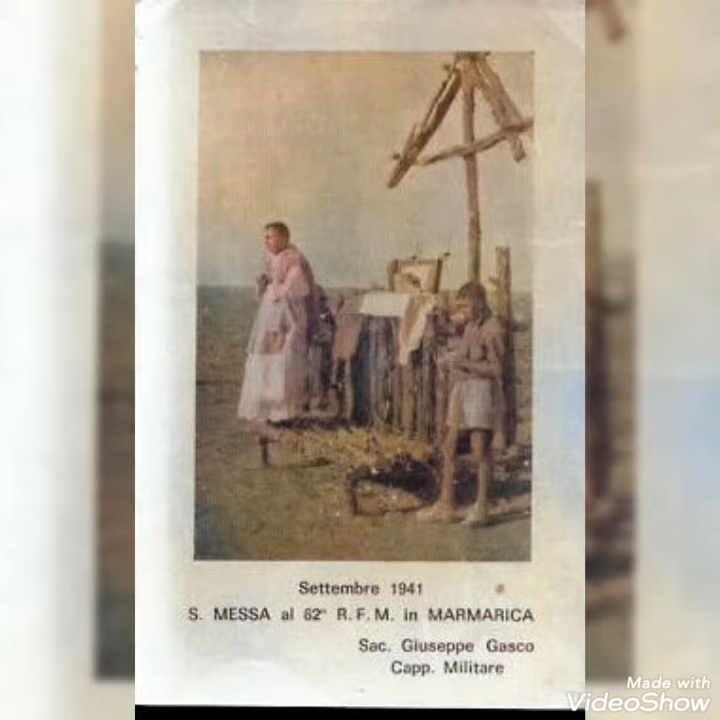 Settembre 1941
S. MESSA al 62° R.F.M. in MARMARICA
Sac. Giuseppe Gasco
Capp. Militare
Made with
VideoShow